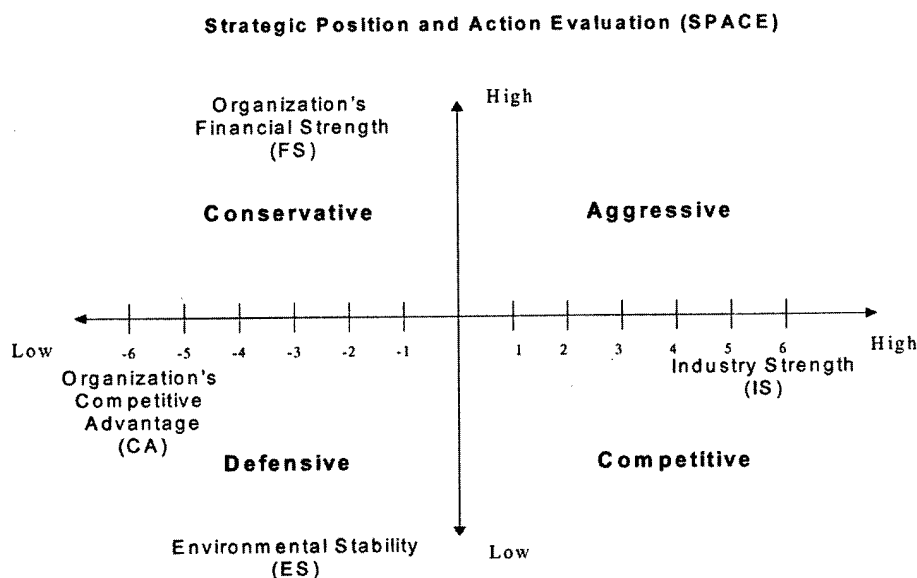 Strategic Position and Action Evaluation (SPACE)
High
Organization's
Financial Strength
(FS)
Conservative
Aggressive
Low
-6 -5 -4 -3 -2 -1 1 2 3 4 5 6
High
Organization's
Competitive
Advantage
(CA)
Industry Strength
(IS)
Defensive
Competitive
Environmental Stability
(ES)
Low